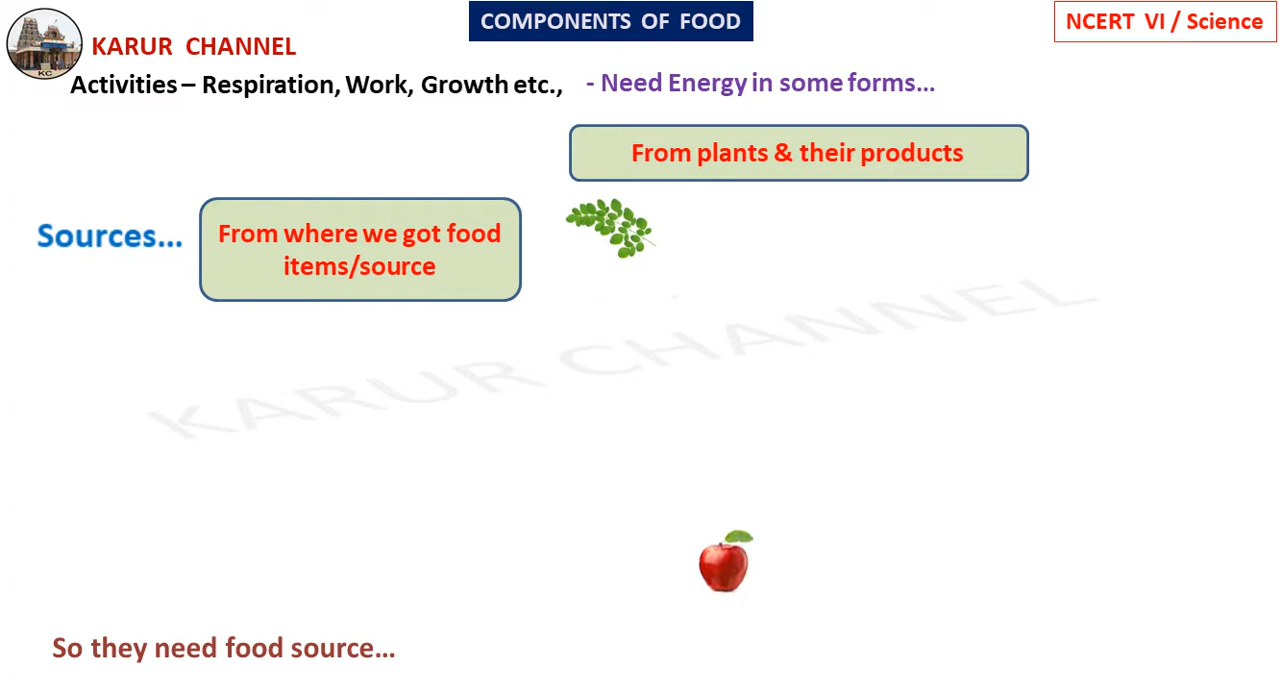 COMPONENTS OF FOOD
NCERT VI / Science
KARUR CHANNEL
KC
Activities – Respiration, Work, Growth etc., - Need Energy in some forms...
From plants & their products
Sources...
From where we got food
items/source
KARUR CHANNEL
So they need food source...